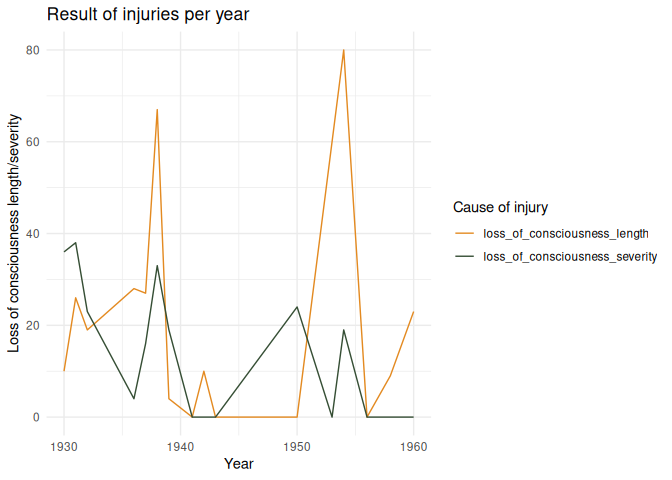 Result of injuries per year
Loss of consciousness length/severity
80
60
40
20
0
1930
1940
1950
1960
Year
Cause of injury
loss_of_consciousness_length
loss_of_consciousness_severity